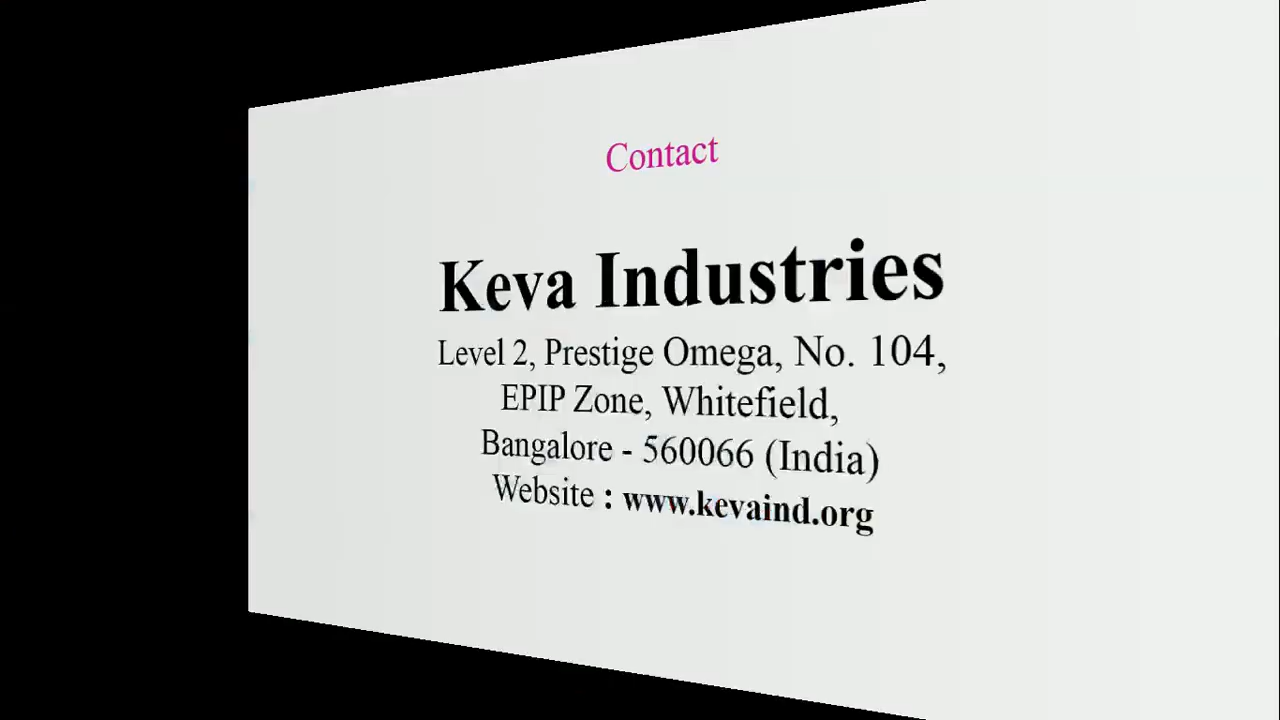 Contact
Keva Industries
Level 2, Prestige Omega, No. 104,
EPIP Zone, Whitefield,
Bangalore - 560066 (India)
Website : www.kevaind.org